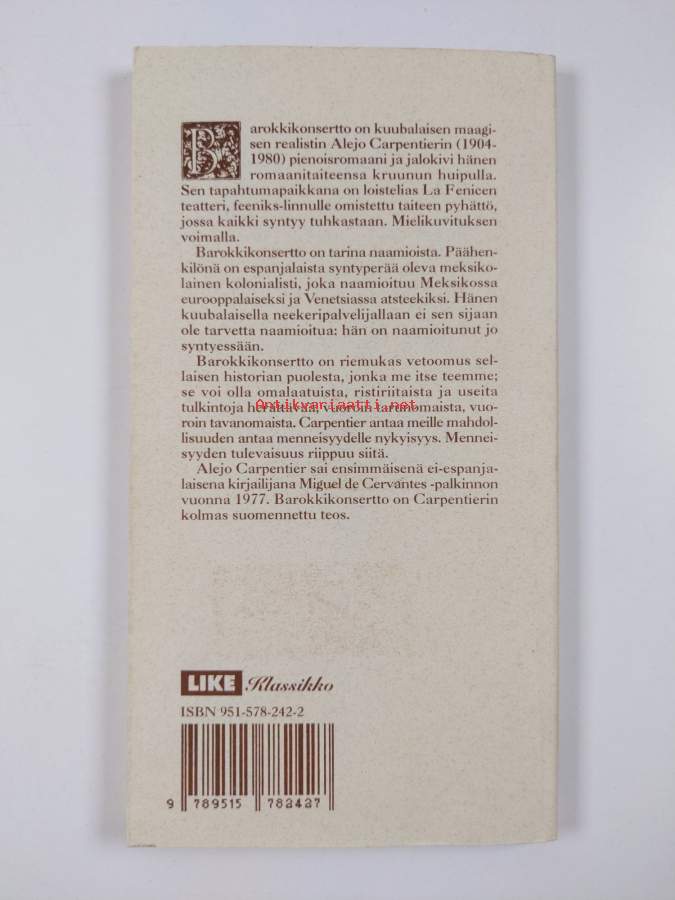 Barokkikonsertto on kuubalaisen maagi-
sen realistin Alejo Carpentierin (1904-
1980) pienoisromaani ja jalokivi hänen
romaanitaiteensa kruunun huipulla.
Sen tapahtumapaikkana on loistelias La Fenicen
teatteri, feeniks-linnulle omistettu taiteen pyhättö,
jossa kaikki syntyy tuhkastaan. Mielikuvituksen
voimalla.
Barokkikonsertto on tarina naamioista. Päähen-
kilönä on espanjalaista syntyperää oleva meksiko-
lainen kolonialisti, joka naamioituu Meksikossa
eurooppalaiseksi ja Venetsiassa atsteekiksi. Hänen
kuubalaisella neekeripalvelijallaan ei sen sijaan
ole tarvetta naamioitua: hän on naamioitunut jo
syntyessään.
Barokkikonsertto on riemukas vetoomus sel-
laisen historian puolesta, jonka me itse teemme;
se voi olla omalaatuista, ristiriitaista ja useita
Antikvariaatti.net
tulkintoja herättävää, vuoroin tarunomaista, vuo-
roin tavanomaista. Carpentier antaa meille mahdol-
lisuuden antaa menneisyydelle nykyisyys. Mennei-
syyden tulevaisuus riippuu siitä.
Alejo Carpentier sai ensimmäisenä ei-espanja-
laisena kirjailijana Miguel de Cervantes -palkinnon
vuonna 1977. Barokkikonsertto on Carpentierin
kolmas suomennettu teos.
LIKE Klassikko
ISBN 951-578-242-2
9 789515 782427